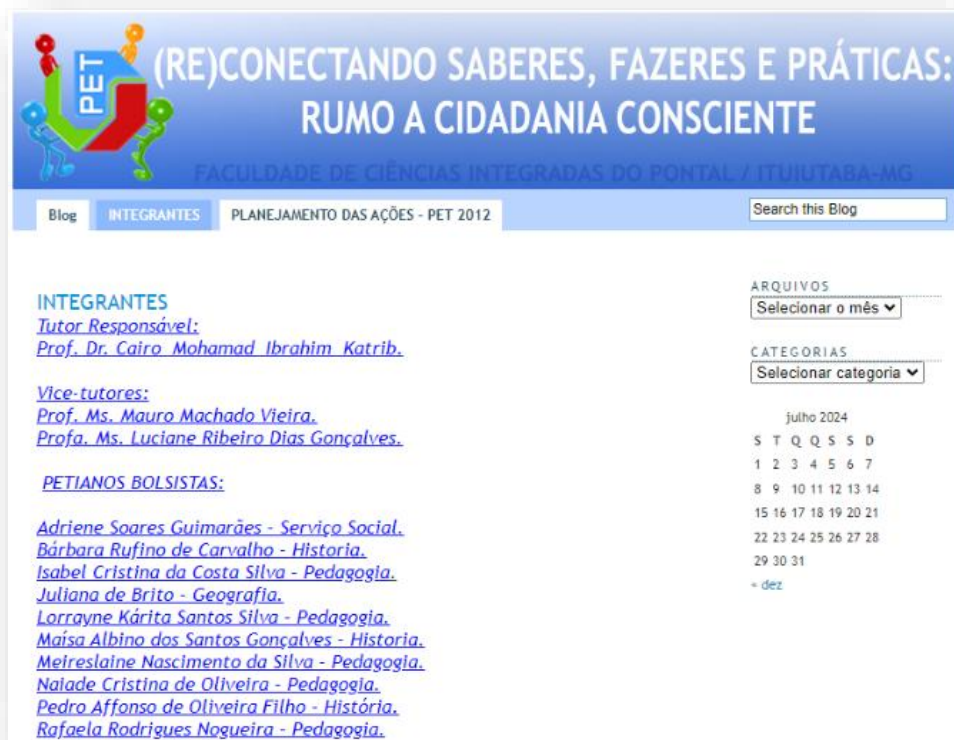 PET
(RE)CONECTANDO SABERES, FAZERES E PRÁTICAS:
RUMO A CIDADANIA CONSCIENTE
FACULDADE DE CIÊNCIAS INTEGRADAS DO PONTAL / ITUIUTABA-MG
Blog INTEGRANTES PLANEJAMENTO DAS AÇÕES - PET 2012
Search this Blog
INTEGRANTES
Tutor Responsável:
Prof. Dr. Cairo Mohamad Ibrahim Katrib.
Vice-tutores:
Prof. Ms. Mauro Machado Vieira.
Profa. Ms. Luciane Ribeiro Dias Gonçalves.
PETIANOS BOLSISTAS:
Adriene Soares Guimarães - Serviço Social.
Bárbara Rufino de Carvalho - Historia.
Isabel Cristina da Costa Silva - Pedagogia.
Juliana de Brito - Geografia.
Lorrayne Kárita Santos Silva - Pedagogia.
Maísa Albino dos Santos Gonçalves - Historia.
Meireslaine Nascimento da Silva - Pedagogia.
Naiade Cristina de Oliveira - Pedagogia.
Pedro Affonso de Oliveira Filho - História.
Rafaela Rodrigues Nogueira - Pedagogia.
ARQUIVOS
Selecionar o mês
CATEGORIAS
Selecionar categoria
julho 2024
S T Q Q S S D
1 2 3 4 5 6 7
8 9 10 11 12 13 14
15 16 17 18 19 20 21
22 23 24 25 26 27 28
29 30 31
« dez